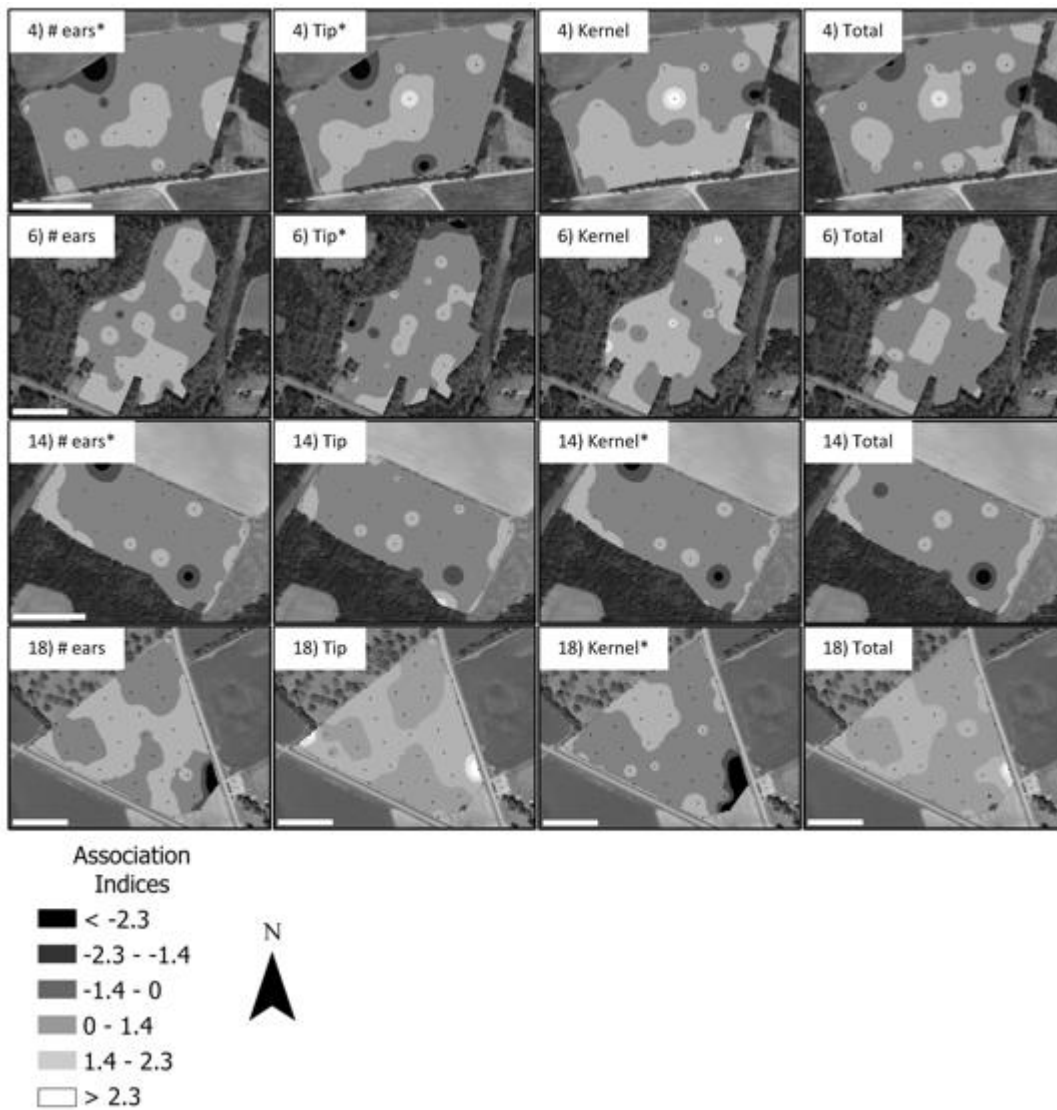 4) # ears*
4) Tip*
4) Kernel
4) Total
6) # ears
6) Tip*
6) Kernel
6) Total
14) # ears*
14) Tip
14) Kernel*
14) Total
18) # ears
18) Tip
18) Kernel*
18) Total
Association
Indices
< -2.3
-2.3 - -1.4
-1.4 - 0
0 - 1.4
1.4 - 2.3
> 2.3
N